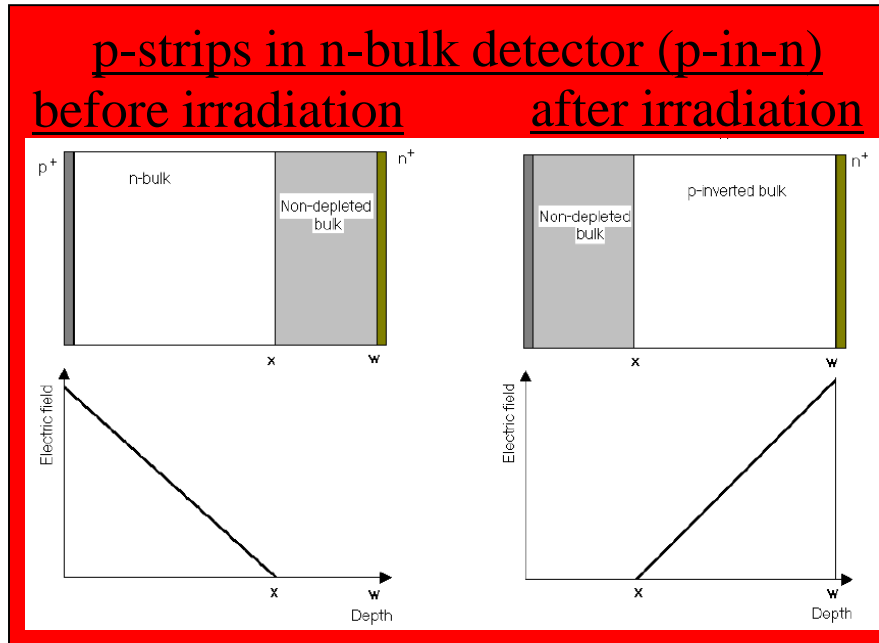 p-strips in n-bulk detector (p-in-n)
before irradiation
after irradiation
p+
n-bulk
Non-depleted
bulk
n+
x
w
Electric field
x
w
Depth
Non-depleted
bulk
p-inverted bulk
n+
x
w
Electric field
x
w
Depth